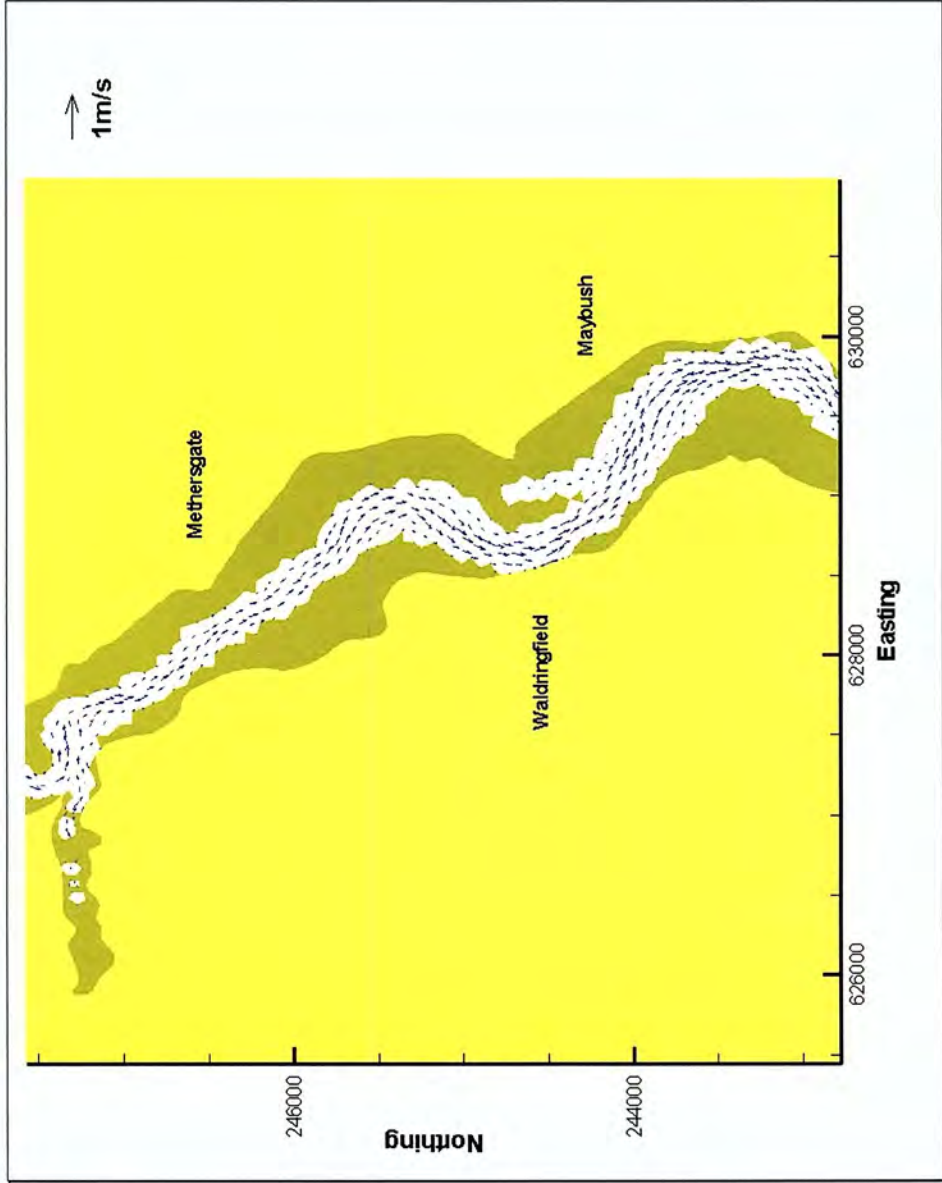 1m/s
Methersgate
Maybush
Waldringfield
246000
244000
Northing
626000
628000
630000
Easting